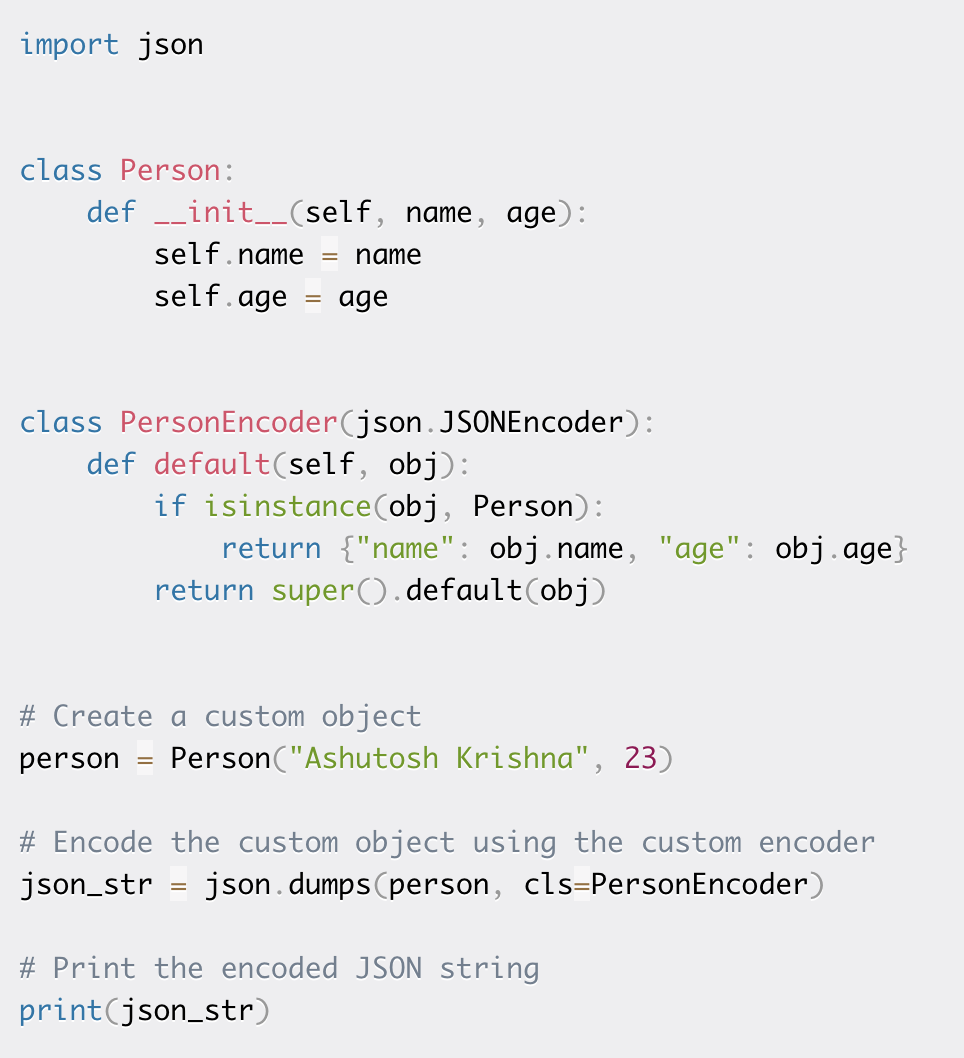 import json
class Person:
    def __init__(self, name, age):
        self.name = name
        self.age = age
class PersonEncoder(json.JSONEncoder):
    def default(self, obj):
        if isinstance(obj, Person):
            return {"name": obj.name, "age": obj.age}
        return super().default(obj)
# Create a custom object
person = Person("Ashutosh Krishna", 23)
# Encode the custom object using the custom encoder
json_str = json.dumps(person, cls=PersonEncoder)
# Print the encoded JSON string
print(json_str)